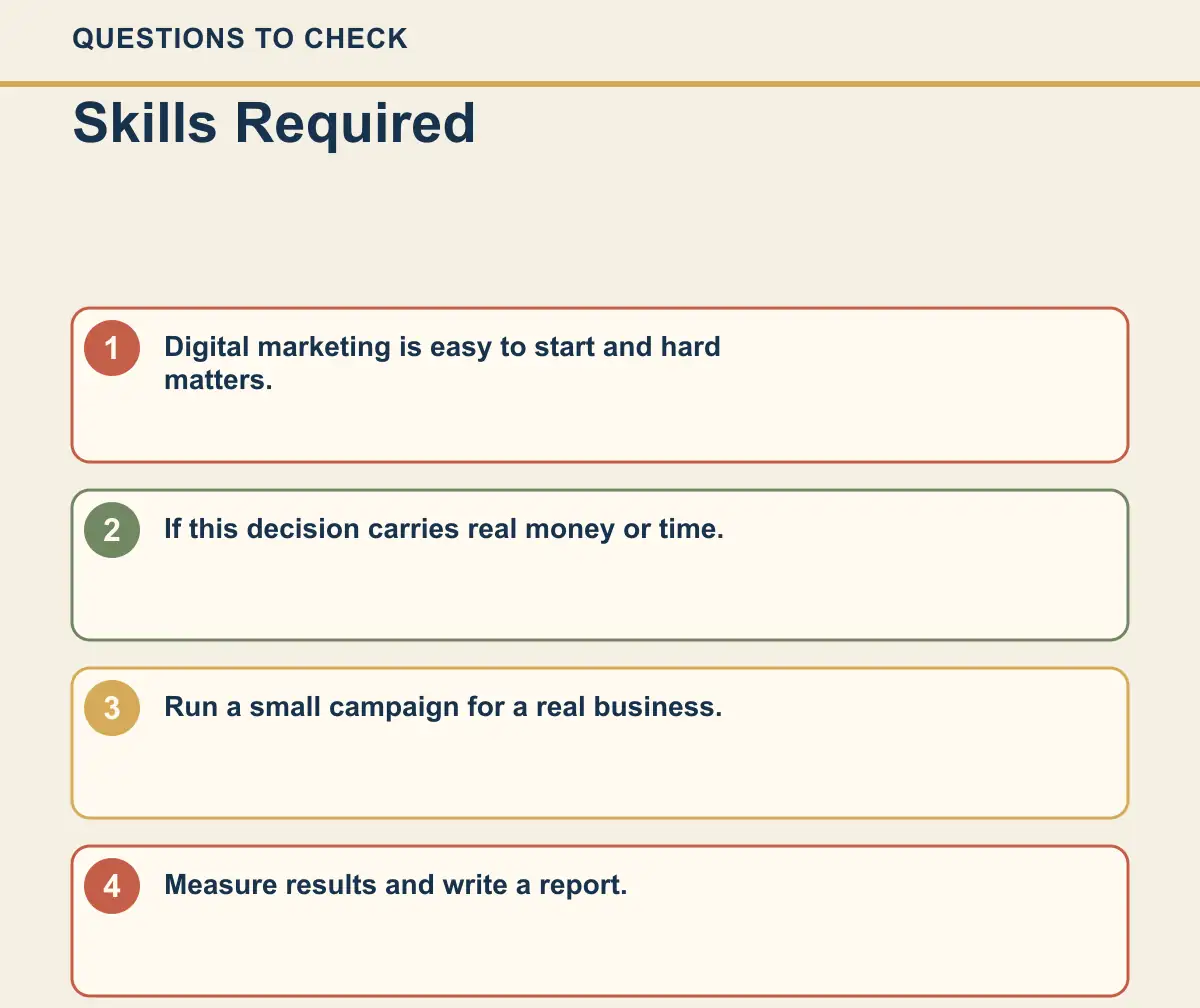 QUESTIONS TO CHECK
Skills Required
1
Digital marketing is easy to start and hard
matters.
2
If this decision carries real money or time.
3
Run a small campaign for a real business.
4
Measure results and write a report.